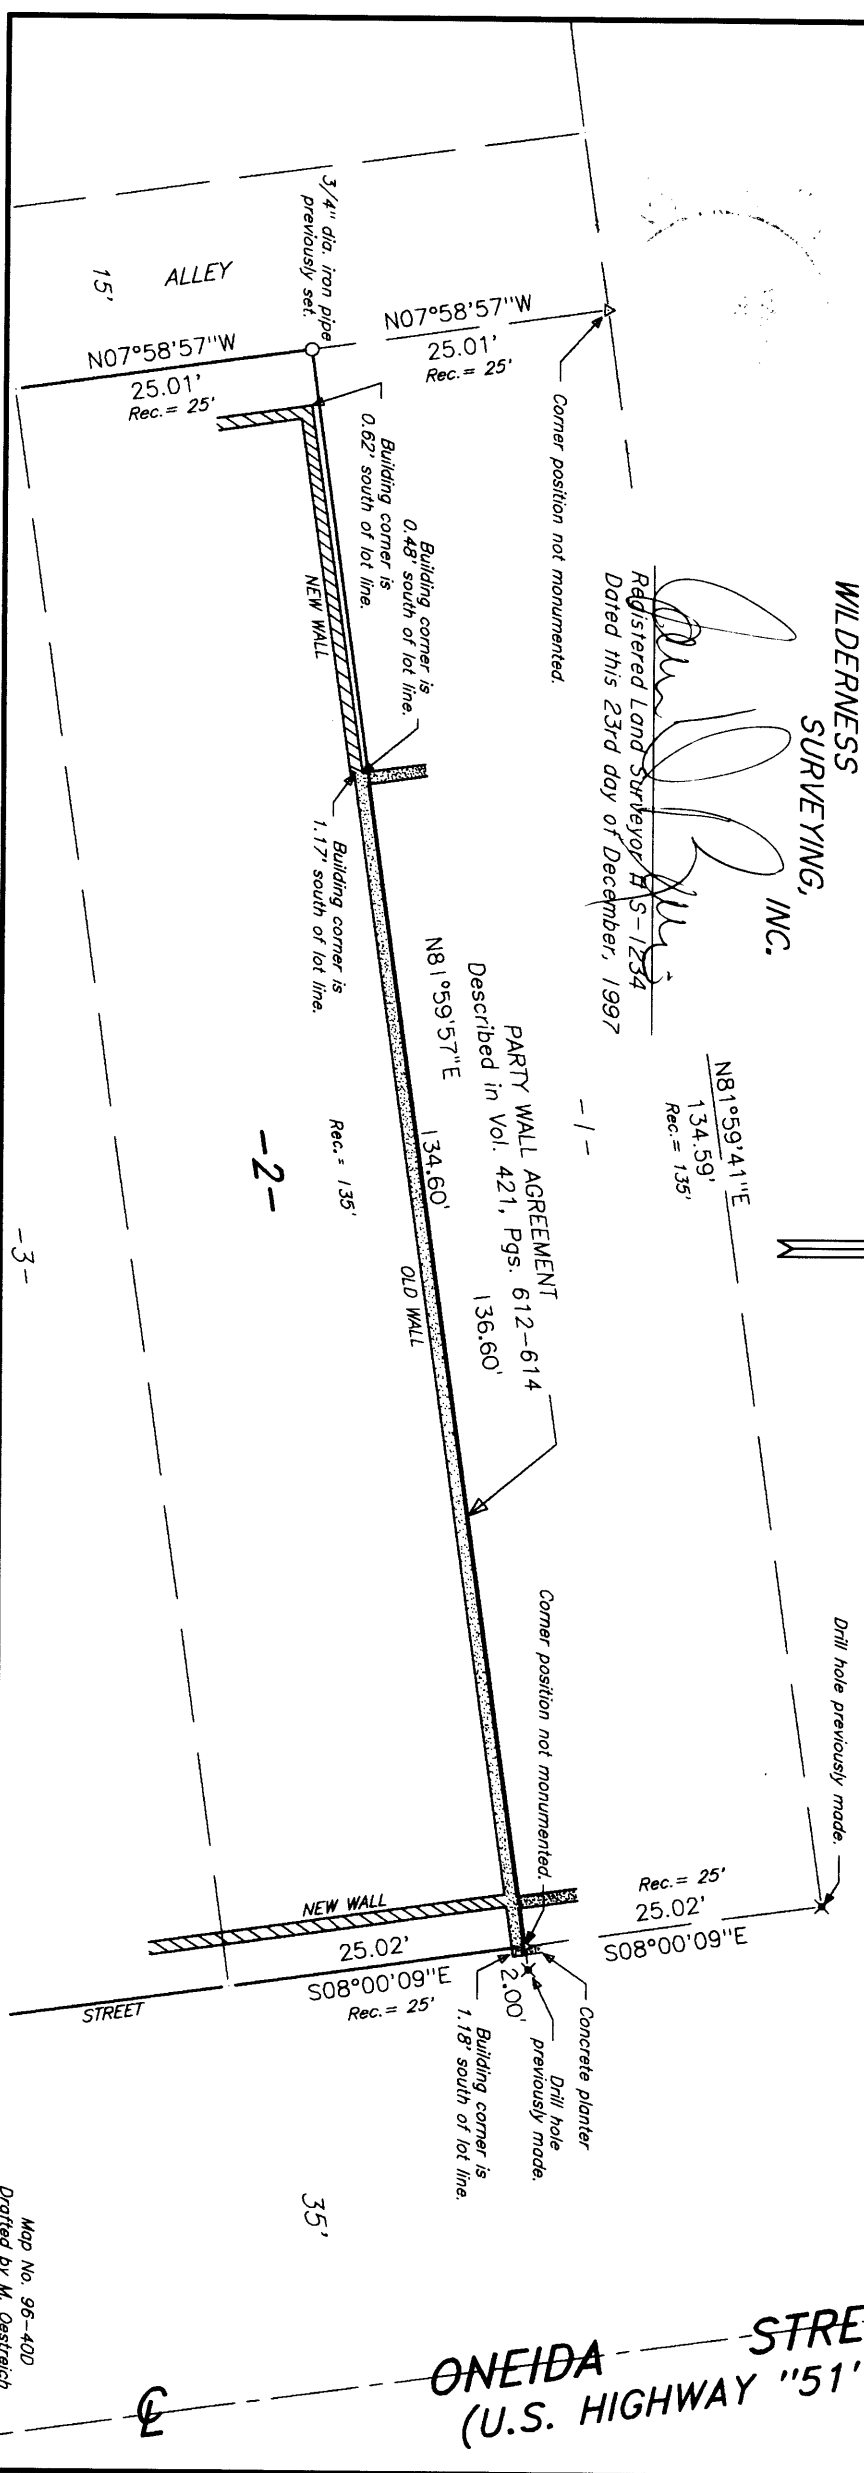 WILDERNESS
SURVEYING,
INC.
Registered Land Surveyor # S-1234
Dated this 23rd day of December, 1997
N81°59'41"E
134.59'
Rec.= 135'
Drill hole previously made.
Corner position not monumented.
-1-
3/4" dia. iron pipe
previously set.
N07°58'57"W
25.01'
Rec.= 25'
ALLEY
15'
N07°58'57"W
25.01'
Rec.= 25'
Building corner is
0.62' south of lot line.
Building corner is
0.48' south of lot line.
NEW WALL
Building corner is
1.17' south of lot line.
PARTY WALL AGREEMENT
Described in Vol. 421, Pgs. 612-614
136.60'
N81°59'57"E
134.60'
Rec.= 135'
OLD WALL
-2-
-3-
Corner position not monumented.
Rec.= 25'
25.02'
S08°00'09"E
NEW WALL
25.02'
S08°00'09"E
Rec.= 25'
STREET
2.00'
Concrete planter
Drill hole
previously made.
Building corner is
1.18' south of lot line.
35'
ONEIDA STRE
(U.S. HIGHWAY "51"
Map No. 96-40D
Drafted by M. Oestreich